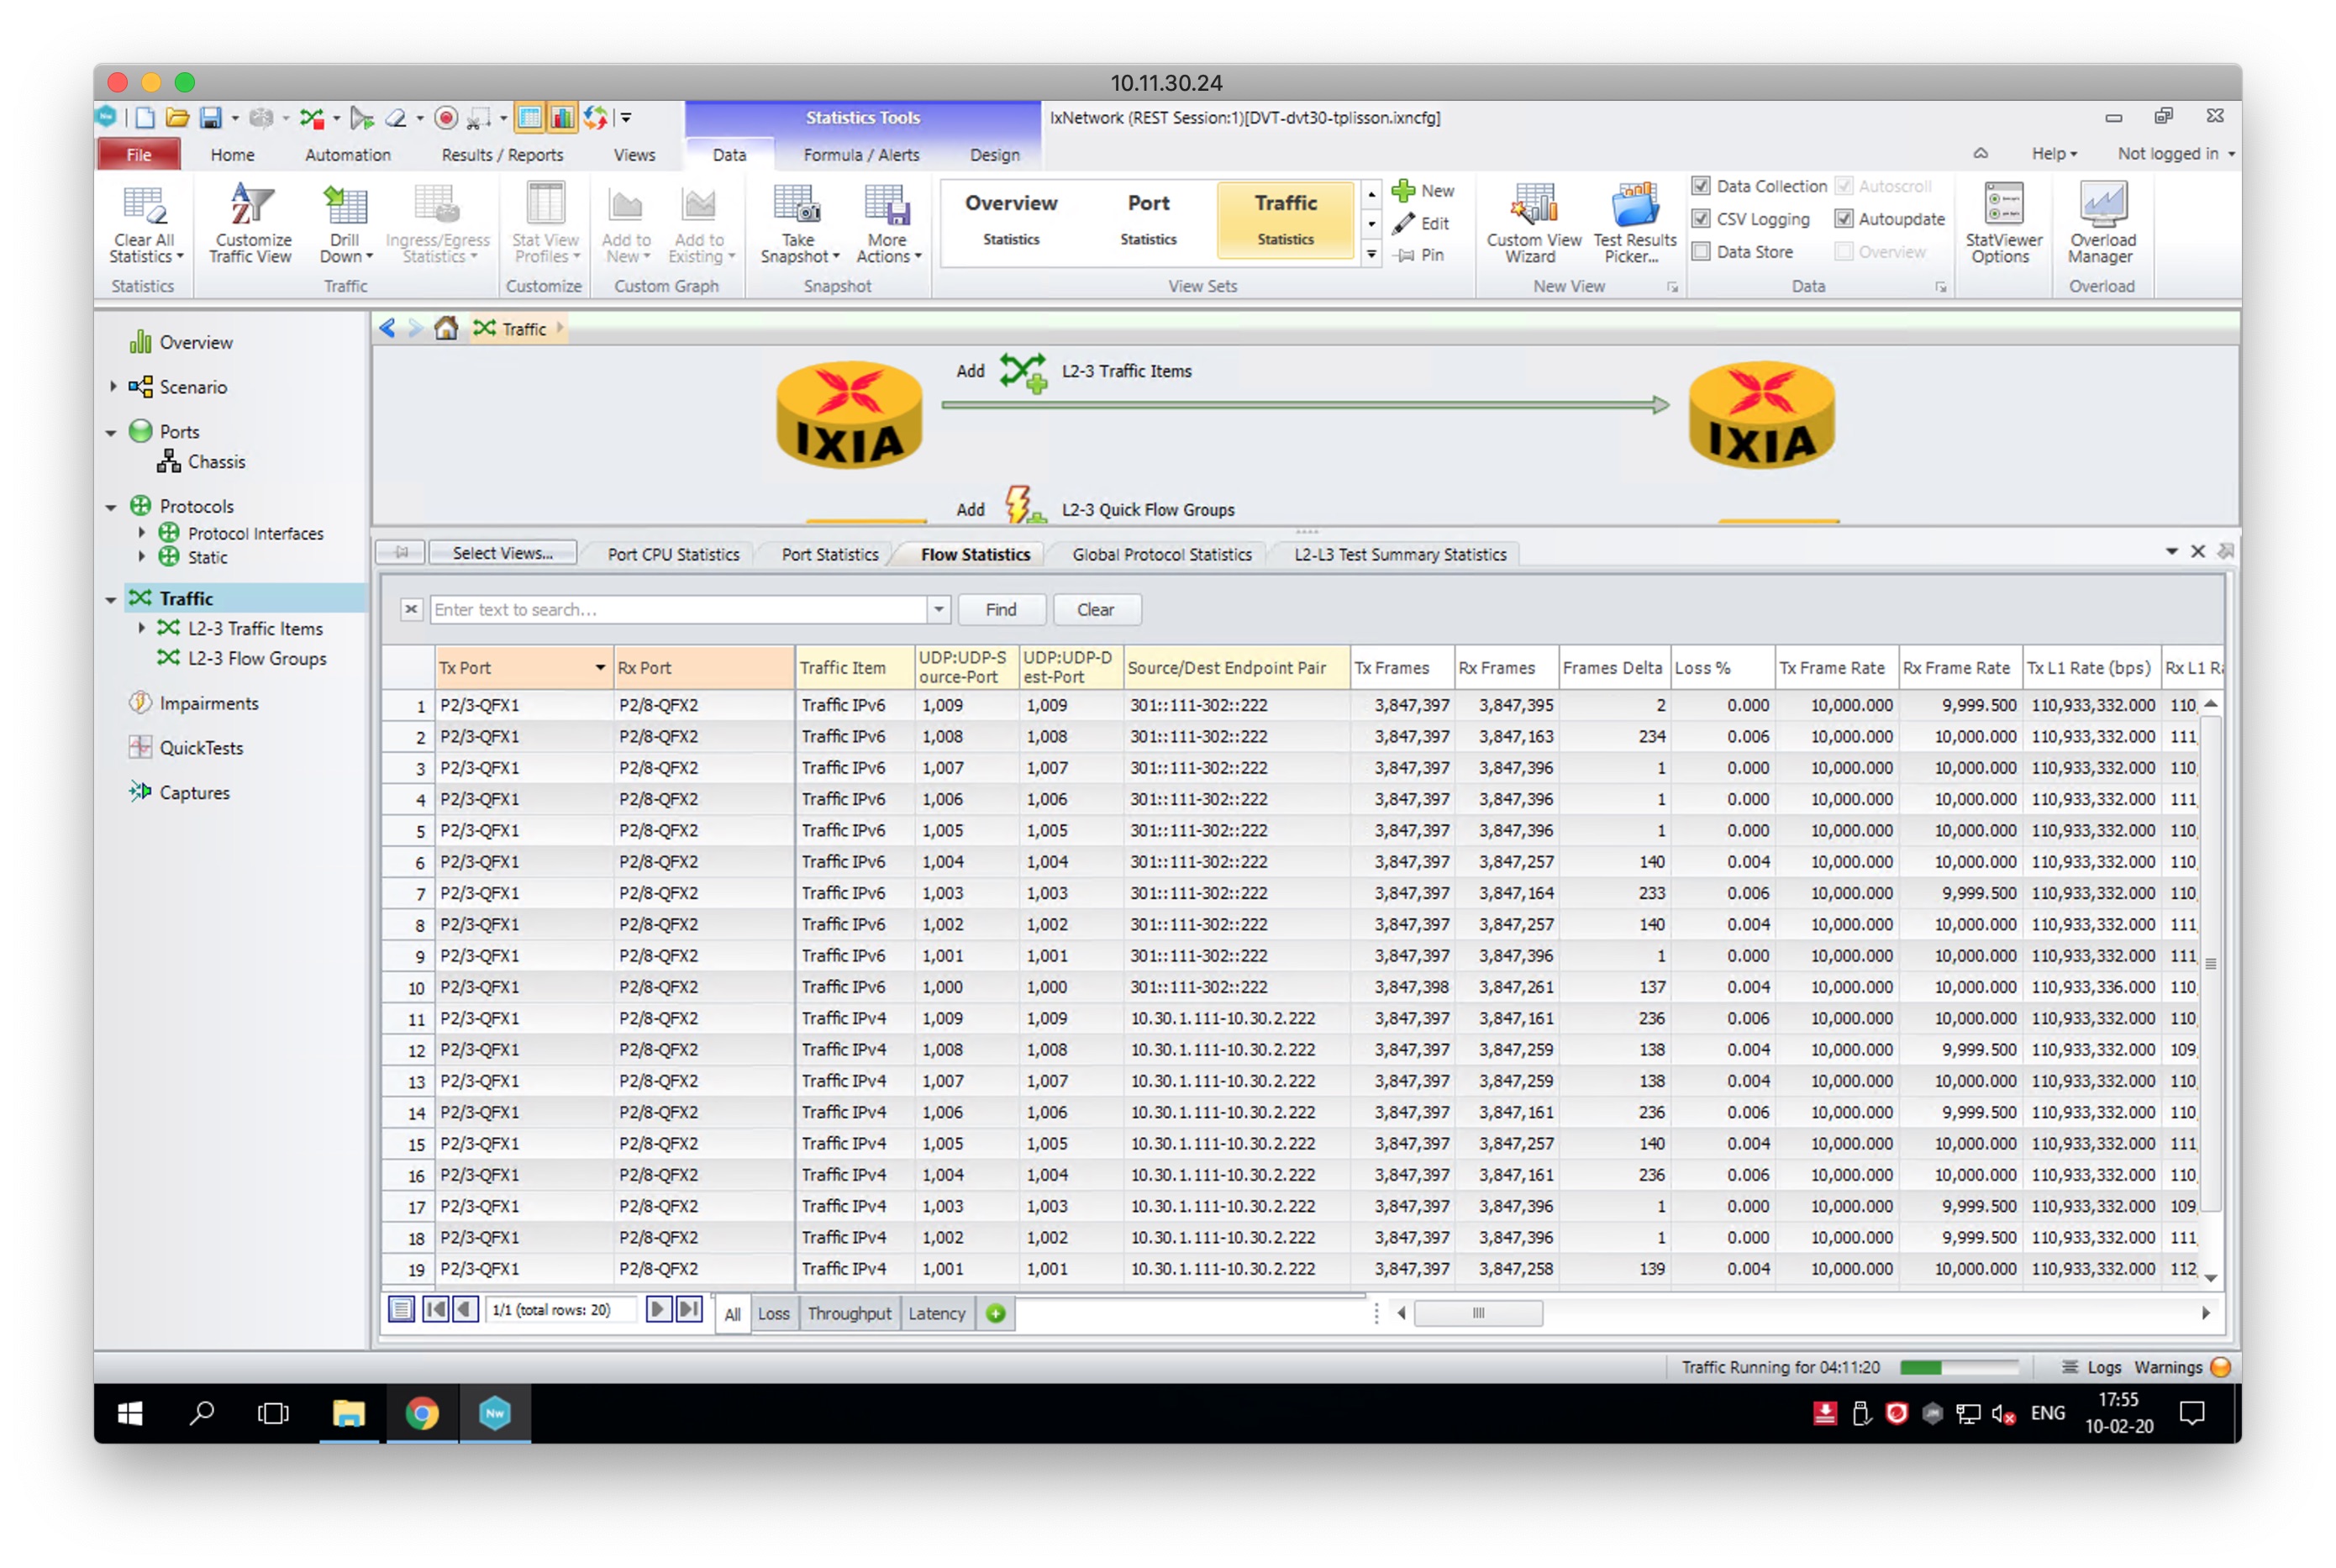 10.11.30.24
Statistics Tools
IxNetwork (REST Session:1)[DVT-dvt30-tplisson.ixncfg]
File Home Automation Results / Reports Views Data Formula / Alerts Design Help Not logged in
Clear All Statistics
Customize Traffic View
Drill Down
Ingress/Egress Statistics
Stat View Profiles
Add to New
Add to Existing
Take Snapshot
More Actions
Overview Statistics
Port Statistics
Traffic Statistics
New
Edit
Pin
Custom View Wizard
Test Results Picker...
Data Collection Autoscroll
CSV Logging Autoupdate
Data Store Overview
StatViewer Options
Overload Manager
Statistics Traffic Customize Custom Graph Snapshot View Sets New View Data Overload
Overview
Scenario
Ports
Chassis
Protocols
Protocol Interfaces
Static
Traffic
L2-3 Traffic Items
L2-3 Flow Groups
Impairments
QuickTests
Captures
Traffic
IXIA
Add L2-3 Traffic Items
IXIA
Add L2-3 Quick Flow Groups
Select Views... Port CPU Statistics Port Statistics Flow Statistics Global Protocol Statistics L2-L3 Test Summary Statistics
Enter text to search... Find Clear
Tx Port Rx Port Traffic Item UDP:UDP-Source-Port UDP:UDP-Dest-Port Source/Dest Endpoint Pair Tx Frames Rx Frames Frames Delta Loss % Tx Frame Rate Rx Frame Rate Tx L1 Rate (bps) Rx L1 Ra
1 P2/3-QFX1 P2/8-QFX2 Traffic IPv6 1,009 1,009 301::111-302::222 3,847,397 3,847,395 2 0.000 10,000.000 9,999.500 110,933,332.000 110,
2 P2/3-QFX1 P2/8-QFX2 Traffic IPv6 1,008 1,008 301::111-302::222 3,847,397 3,847,163 234 0.006 10,000.000 10,000.000 110,933,332.000 111,
3 P2/3-QFX1 P2/8-QFX2 Traffic IPv6 1,007 1,007 301::111-302::222 3,847,397 3,847,396 1 0.000 10,000.000 10,000.000 110,933,332.000 110,
4 P2/3-QFX1 P2/8-QFX2 Traffic IPv6 1,006 1,006 301::111-302::222 3,847,397 3,847,396 1 0.000 10,000.000 10,000.000 110,933,332.000 111,
5 P2/3-QFX1 P2/8-QFX2 Traffic IPv6 1,005 1,005 301::111-302::222 3,847,397 3,847,396 1 0.000 10,000.000 10,000.000 110,933,332.000 110,
6 P2/3-QFX1 P2/8-QFX2 Traffic IPv6 1,004 1,004 301::111-302::222 3,847,397 3,847,257 140 0.004 10,000.000 10,000.000 110,933,332.000 110,
7 P2/3-QFX1 P2/8-QFX2 Traffic IPv6 1,003 1,003 301::111-302::222 3,847,397 3,847,164 233 0.006 10,000.000 9,999.500 110,933,332.000 110,
8 P2/3-QFX1 P2/8-QFX2 Traffic IPv6 1,002 1,002 301::111-302::222 3,847,397 3,847,257 140 0.004 10,000.000 10,000.000 110,933,332.000 111,
9 P2/3-QFX1 P2/8-QFX2 Traffic IPv6 1,001 1,001 301::111-302::222 3,847,397 3,847,396 1 0.000 10,000.000 10,000.000 110,933,332.000 111,
10 P2/3-QFX1 P2/8-QFX2 Traffic IPv6 1,000 1,000 301::111-302::222 3,847,398 3,847,261 137 0.004 10,000.000 10,000.000 110,933,336.000 110,
11 P2/3-QFX1 P2/8-QFX2 Traffic IPv4 1,009 1,009 10.30.1.111-10.30.2.222 3,847,397 3,847,161 236 0.006 10,000.000 10,000.000 110,933,332.000 110,
12 P2/3-QFX1 P2/8-QFX2 Traffic IPv4 1,008 1,008 10.30.1.111-10.30.2.222 3,847,397 3,847,259 138 0.004 10,000.000 9,999.500 110,933,332.000 109,
13 P2/3-QFX1 P2/8-QFX2 Traffic IPv4 1,007 1,007 10.30.1.111-10.30.2.222 3,847,397 3,847,259 138 0.004 10,000.000 10,000.000 110,933,332.000 110,
14 P2/3-QFX1 P2/8-QFX2 Traffic IPv4 1,006 1,006 10.30.1.111-10.30.2.222 3,847,397 3,847,161 236 0.006 10,000.000 9,999.500 110,933,332.000 110,
15 P2/3-QFX1 P2/8-QFX2 Traffic IPv4 1,005 1,005 10.30.1.111-10.30.2.222 3,847,397 3,847,257 140 0.004 10,000.000 10,000.000 110,933,332.000 111,
16 P2/3-QFX1 P2/8-QFX2 Traffic IPv4 1,004 1,004 10.30.1.111-10.30.2.222 3,847,397 3,847,161 236 0.006 10,000.000 10,000.000 110,933,332.000 110,
17 P2/3-QFX1 P2/8-QFX2 Traffic IPv4 1,003 1,003 10.30.1.111-10.30.2.222 3,847,397 3,847,396 1 0.000 10,000.000 9,999.500 110,933,332.000 109,
18 P2/3-QFX1 P2/8-QFX2 Traffic IPv4 1,002 1,002 10.30.1.111-10.30.2.222 3,847,397 3,847,396 1 0.000 10,000.000 9,999.500 110,933,332.000 111,
19 P2/3-QFX1 P2/8-QFX2 Traffic IPv4 1,001 1,001 10.30.1.111-10.30.2.222 3,847,397 3,847,258 139 0.004 10,000.000 10,000.000 110,933,332.000 112,
1/1 (total rows: 20) All Loss Throughput Latency
Traffic Running for 04:11:20 Logs Warnings
Nw
ENG
17:55
10-02-20